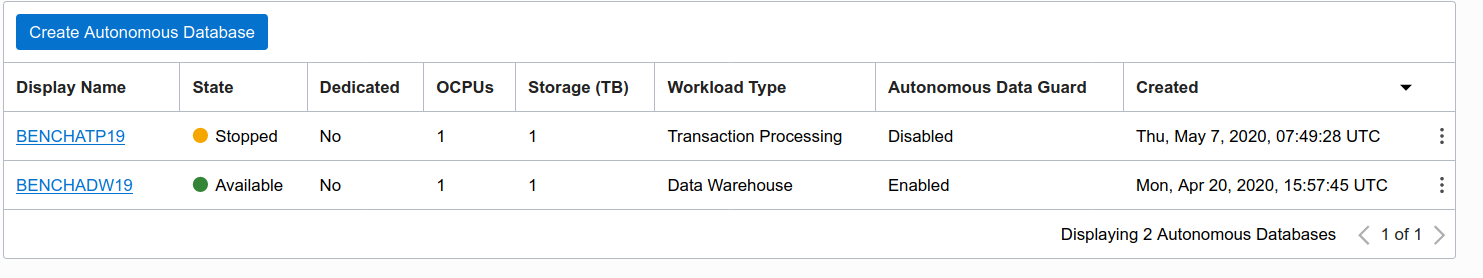 Create Autonomous Database
Display Name State Dedicated OCPUs Storage (TB) Workload Type Autonomous Data Guard Created
BENCHATP19 Stopped No 1 1 Transaction Processing Disabled Thu, May 7, 2020, 07:49:28 UTC
BENCHADW19 Available No 1 1 Data Warehouse Enabled Mon, Apr 20, 2020, 15:57:45 UTC
Displaying 2 Autonomous Databases 1 of 1